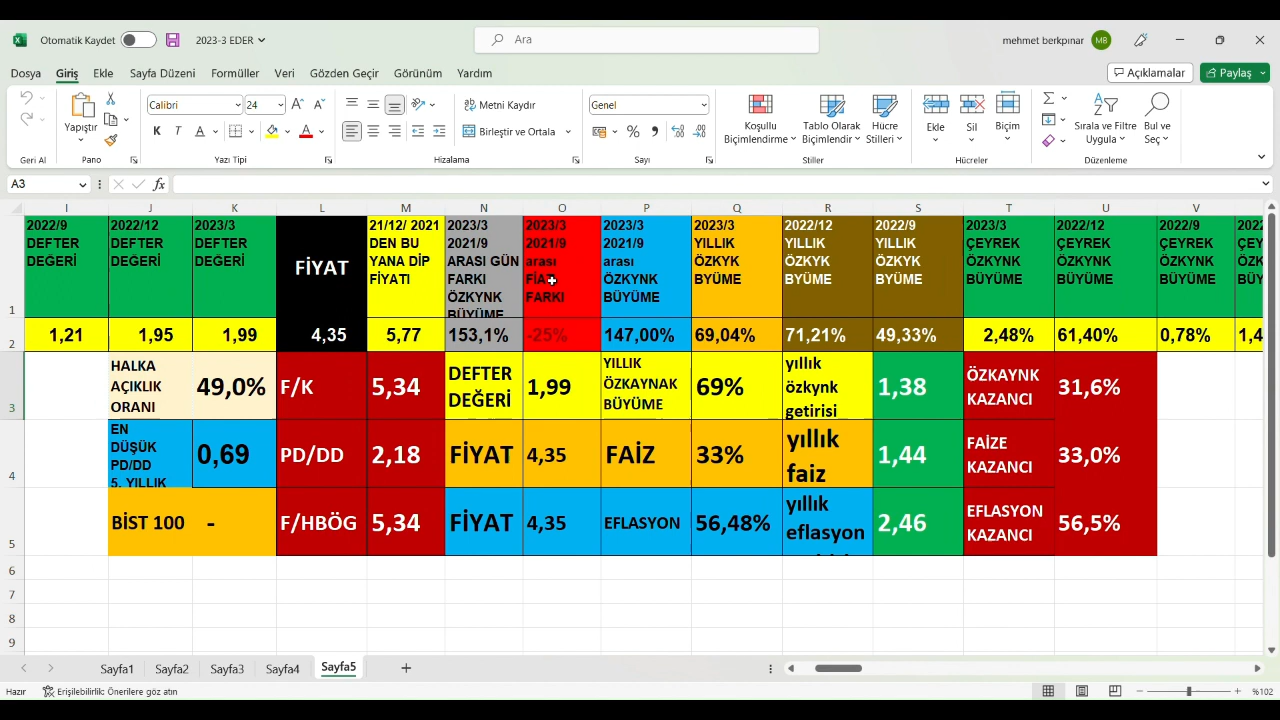 Otomatik Kaydet
2023-3 EDER
Ara
mehmet berkpınar
MB
Dosya Giriş Ekle Sayfa Düzeni Formüller Veri Gözden Geçir Görünüm Yardım
Açıklamalar
Paylaş
Yapıştır
Calibri 24
K T A
Metni Kaydır
Birleştir ve Ortala
Genel
Koşullu Biçimlendirme
Tablo Olarak Biçimlendir
Hücre Stilleri
Ekle
Sil
Biçim
Sırala ve Filtre Uygula
Bul ve Seç
Geri Al Pano Yazı Tipi Hizalama Sayı Stiller Hücreler Düzenleme
A3
fx
I J K L M N O P Q R S T U V
1
2022/9 DEFTER DEĞERİ
2022/12 DEFTER DEĞERİ
2023/3 DEFTER DEĞERİ
FİYAT
21/12/ 2021 DEN BU YANA DİP FİYATI
2023/3 2021/9 ARASI GÜN FARKI ÖZKYNK BÜYÜME
2023/3 2021/9 arası FİAT FARKI
2023/3 2021/9 arası ÖZKYNK BÜYÜME
2023/3 YILLIK ÖZKYK BYÜME
2022/12 YILLIK ÖZKYK BYÜME
2022/9 YILLIK ÖZKYK BYÜME
2023/3 ÇEYREK ÖZKYNK BÜYÜME
2022/12 ÇEYREK ÖZKYNK BÜYÜME
2022/9 ÇEYREK ÖZKYNK BÜYÜME
2
1,21 1,95 1,99 4,35 5,77 153,1% -25% 147,00% 69,04% 71,21% 49,33% 2,48% 61,40% 0,78% 1,4
3
HALKA AÇIKLIK ORANI 49,0% F/K 5,34 DEFTER DEĞERİ 1,99 YILLIK ÖZKAYNAK BÜYÜME 69% yıllık özkynk getirisi 1,38 ÖZKAYNK KAZANCI 31,6%
4
EN DÜŞÜK PD/DD 5. YILLIK 0,69 PD/DD 2,18 FİYAT 4,35 FAİZ 33% yıllık faiz 1,44 FAİZE KAZANCI 33,0%
5
BİST 100 - F/HBÖG 5,34 FİYAT 4,35 EFLASYON 56,48% yıllık eflasyon 2,46 EFLASYON KAZANCI 56,5%
6
7
8
9
Sayfa1 Sayfa2 Sayfa3 Sayfa4 Sayfa5
Hazır
Erişilebilirlik: Önerilere göz atın
%102